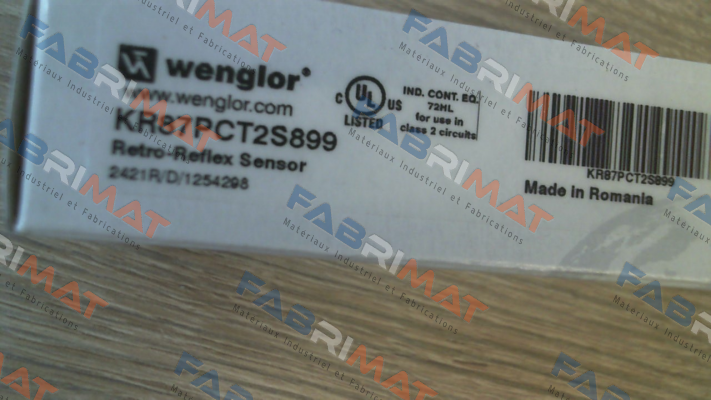 wenglor®
www.wenglor.com
KR87PCT2S899
Retro-Reflex Sensor
2421R/D/1254298
C UL US
LISTED
IND. CONT. EQ.
72HL
for use in
class 2 circuits
KR87PCT2S899
Made in Romania
FABRIMAT
Materiaux Industriel et Fabrications